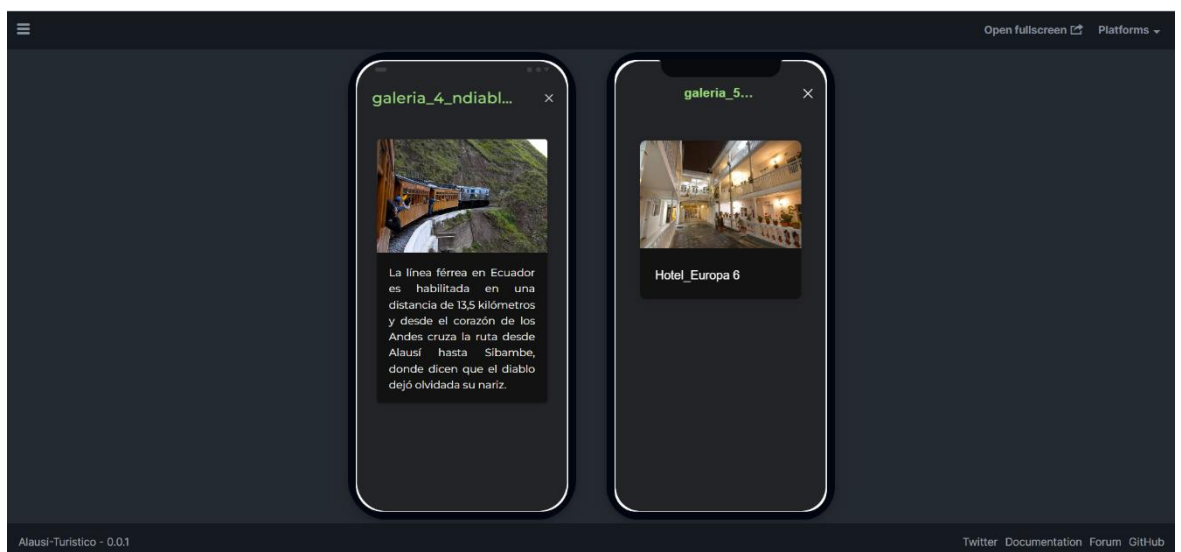 Open fullscreen Platforms
galeria_4_ndiabl...
La línea férrea en Ecuador
es habilitada en una
distancia de 13,5 kilómetros
y desde el corazón de los
Andes cruza la ruta desde
Alausí hasta Sibambe,
donde dicen que el diablo
dejó olvidada su nariz.
galeria_5...
Hotel_Europa 6
Alausí-Turistico - 0.0.1
Twitter Documentation Forum GitHub